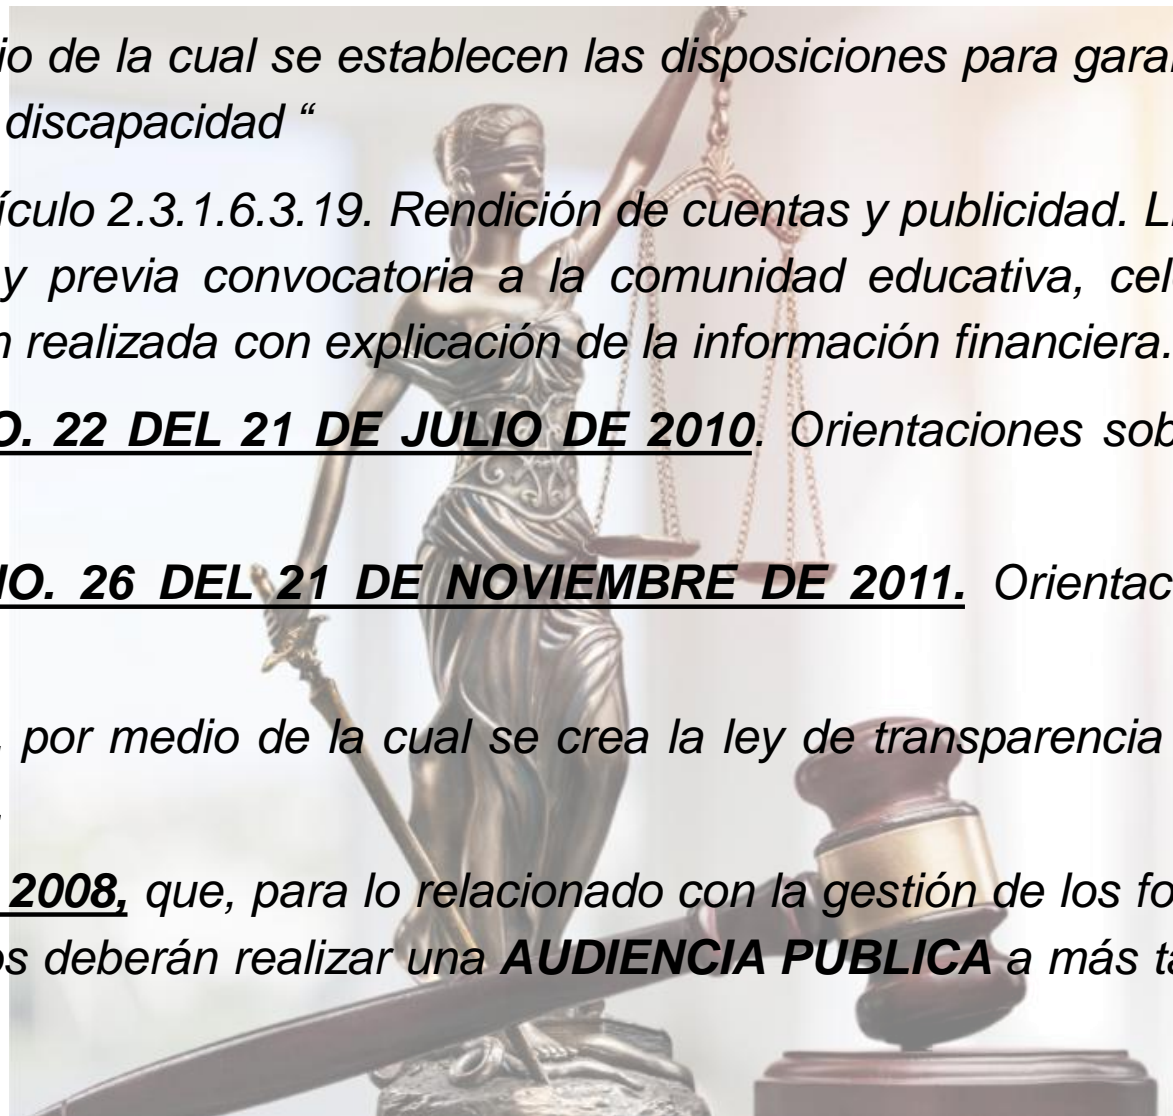 io de la cual se establecen las disposiciones para garar
discapacidad “
ículo 2.3.1.6.3.19. Rendición de cuentas y publicidad.
y previa convocatoria a la comunidad educativa, cel
n realizada con explicación de la información financiera.
O. 22 DEL 21 DE JULIO DE 2010. Orientaciones sob
NO. 26 DEL 21 DE NOVIEMBRE DE 2011. Orientac
, por medio de la cual se crea la ley de transparencia
2008, que, para lo relacionado con la gestión de los fo
os deberán realizar una AUDIENCIA PUBLICA a más ta